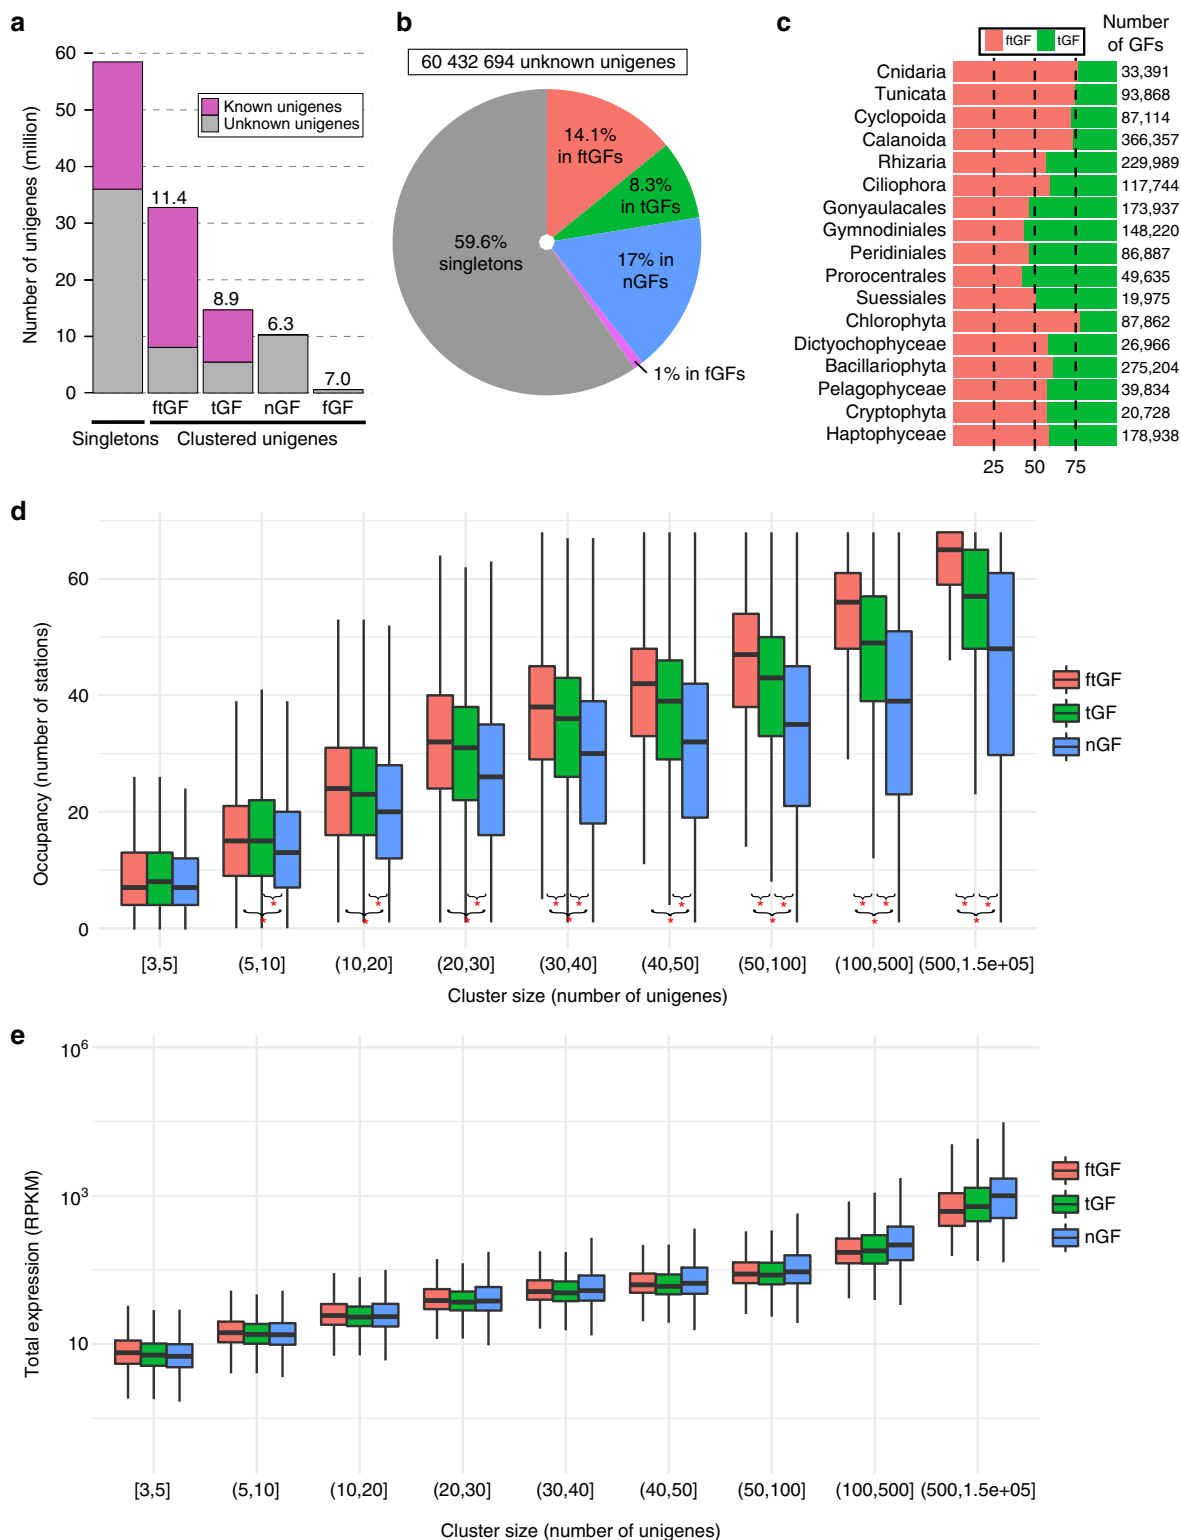 a
Number of unigenes (million)
60
50
40
30
20
10
0
Known unigenes
Unknown unigenes
11.4
8.9
6.3
7.0
ftGF
tGF
nGF
fGF
Singletons
Clustered unigenes
b
60 432 694 unknown unigenes
14.1%
in ftGFs
8.3%
in tGFs
17% in
nGFs
1% in fGFs
59.6%
singletons
c
ftGF
tGF
Number
of GFs
Cnidaria 33,391
Tunicata 93,868
Cyclopoida 87,114
Calanoida 366,357
Rhizaria 229,989
Ciliophora 117,744
Gonyaulacales 173,937
Gymnodiniales 148,220
Peridiniales 86,887
Prorocentrales 49,635
Suessiales 19,975
Chlorophyta 87,862
Dictyochophyceae 26,966
Bacillariophyta 275,204
Pelagophyceae 39,834
Cryptophyta 20,728
Haptophyceae 178,938
25 50 75
d
Occupancy (number of stations)
60
40
20
0
[3,5] (5,10] (10,20] (20,30] (30,40] (40,50] (50,100] (100,500] (500,1.5e+05]
Cluster size (number of unigenes)
ftGF
tGF
nGF
e
Total expression (RPKM)
10⁶
10³
10
[3,5] (5,10] (10,20] (20,30] (30,40] (40,50] (50,100] (100,500] (500,1.5e+05]
Cluster size (number of unigenes)
ftGF
tGF
nGF